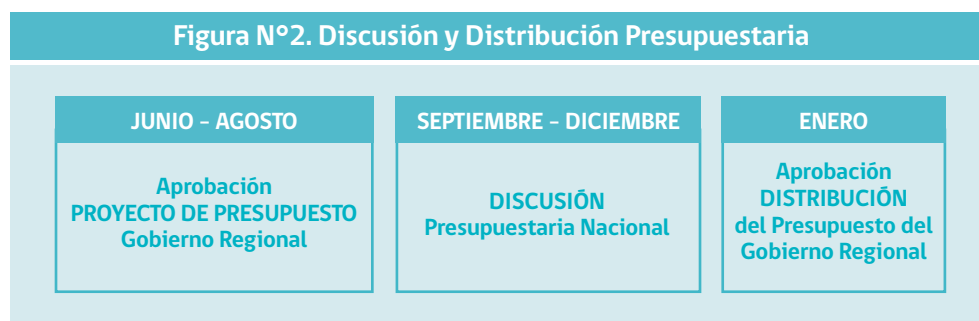 Figura N°2. Discusión y Distribución Presupuestaria
JUNIO – AGOSTO
Aprobación
PROYECTO DE PRESUPUESTO
Gobierno Regional
SEPTIEMBRE – DICIEMBRE
DISCUSIÓN
Presupuestaria Nacional
ENERO
Aprobación
DISTRIBUCIÓN
del Presupuesto del
Gobierno Regional